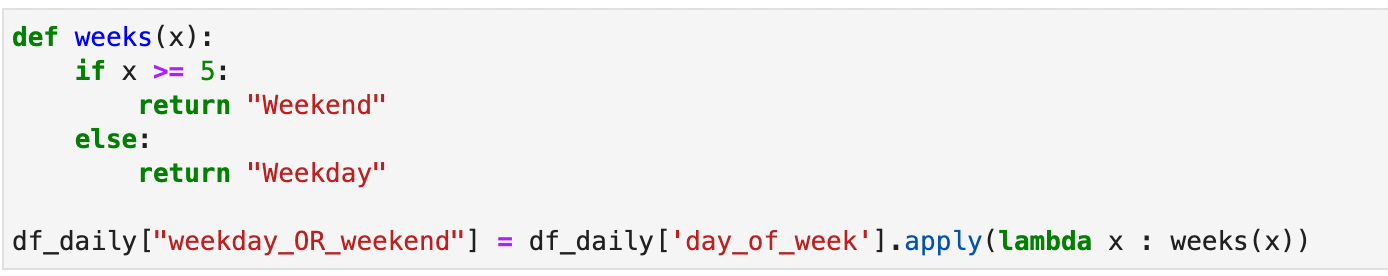 def weeks(x):
    if x >= 5:
        return "Weekend"
    else:
        return "Weekday"

df_daily["weekday_OR_weekend"] = df_daily['day_of_week'].apply(lambda x : weeks(x))